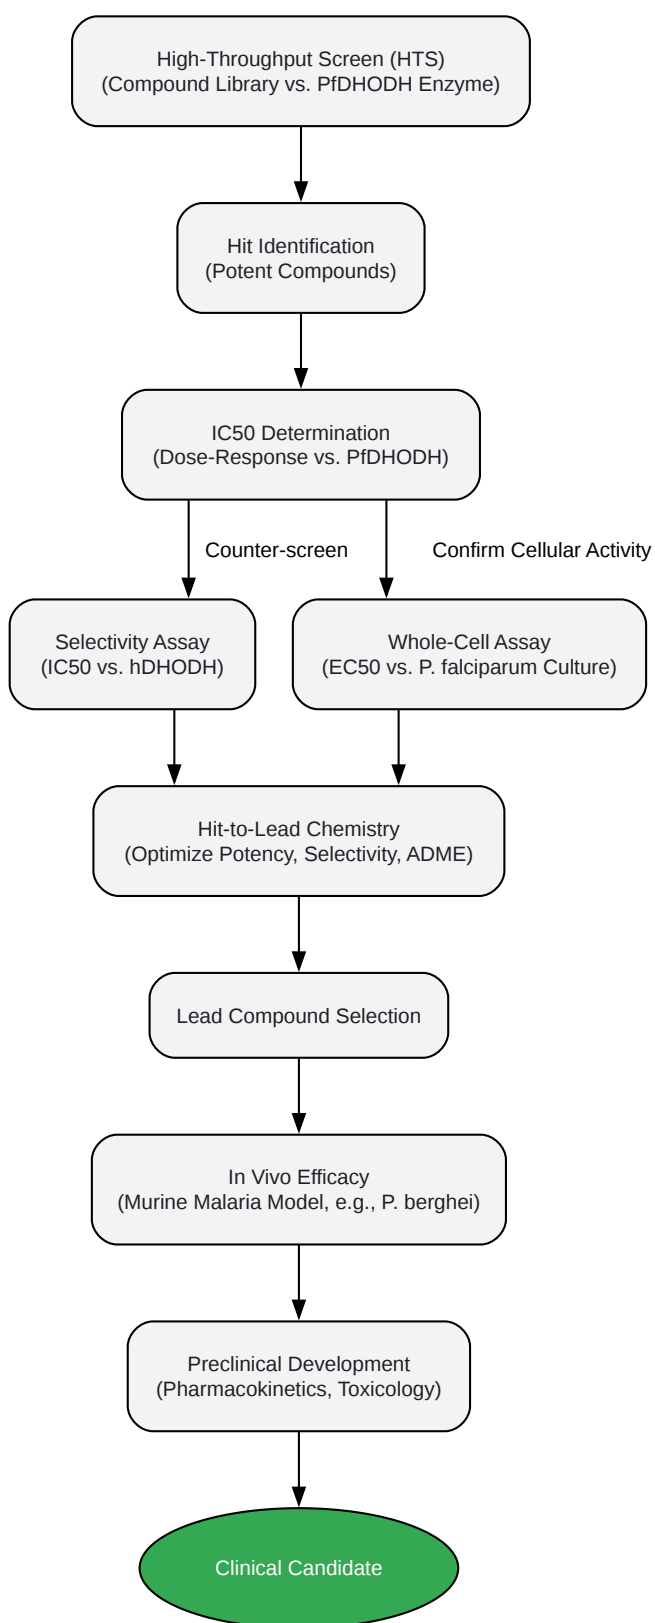 High-Throughput Screen (HTS)
(Compound Library vs. PfDHODH Enzyme)
Hit Identification
(Potent Compounds)
IC50 Determination
(Dose-Response vs. PfDHODH)
Counter-screen
Confirm Cellular Activity
Selectivity Assay
(IC50 vs. hDHODH)
Whole-Cell Assay
(EC50 vs. P. falciparum Culture)
Hit-to-Lead Chemistry
(Optimize Potency, Selectivity, ADME)
Lead Compound Selection
In Vivo Efficacy
(Murine Malaria Model, e.g., P. berghei)
Preclinical Development
(Pharmacokinetics, Toxicology)
Clinical Candidate